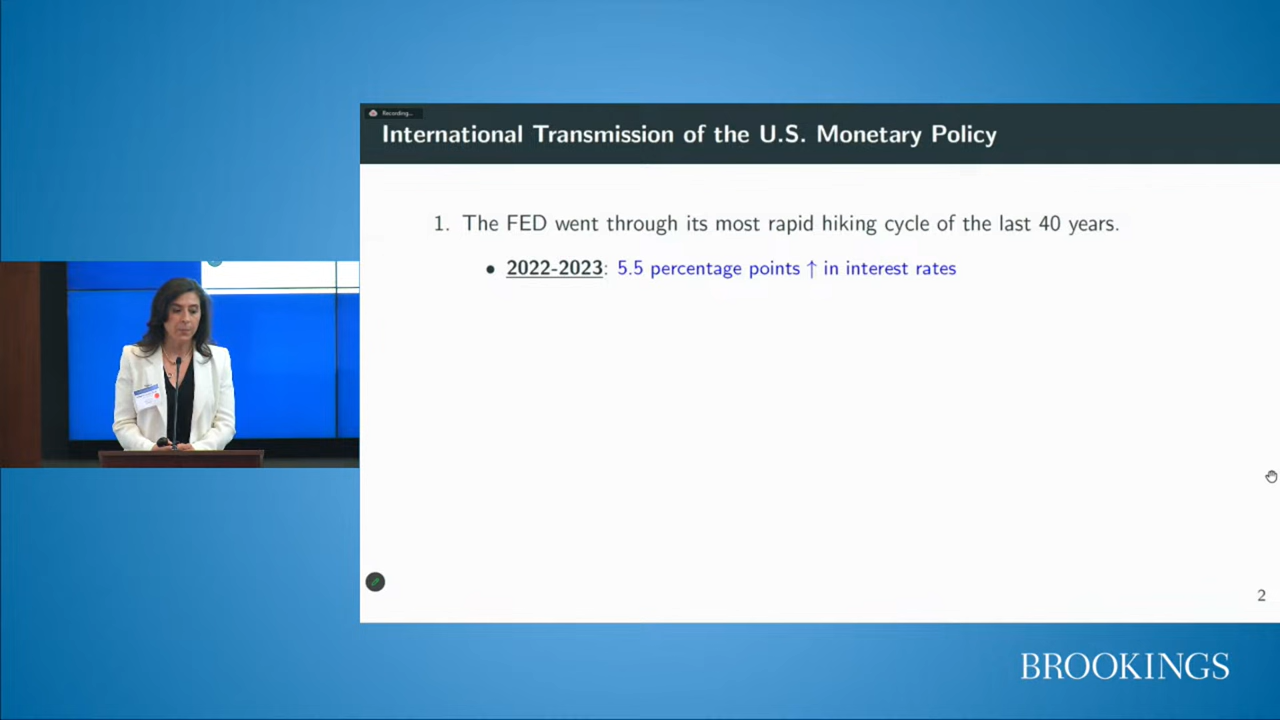 Recording...
International Transmission of the U.S. Monetary Policy
1. The FED went through its most rapid hiking cycle of the last 40 years.
• 2022-2023: 5.5 percentage points ↑ in interest rates
2
BROOKINGS